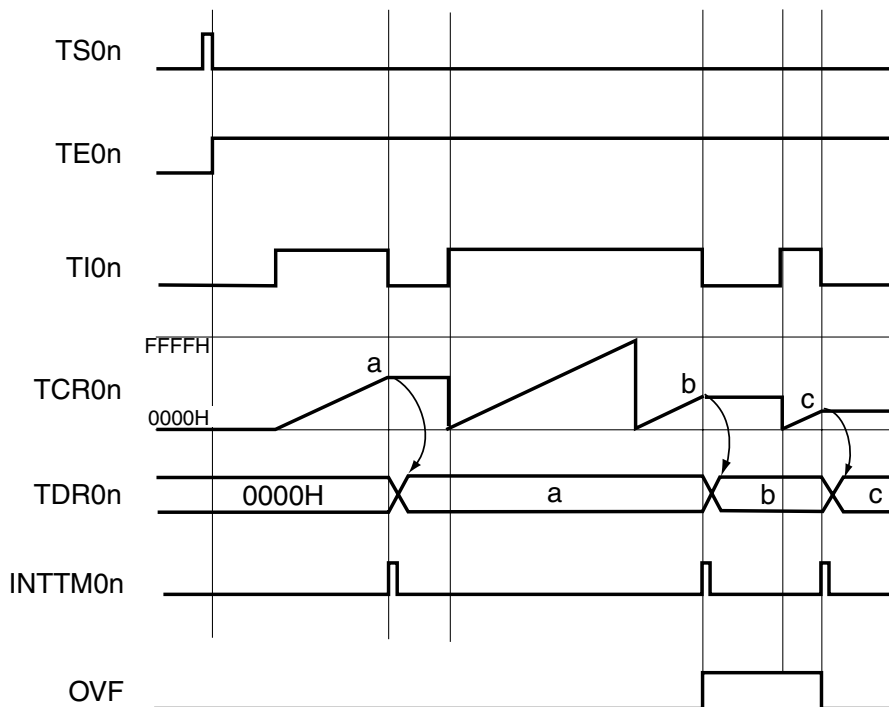 TS0n
TE0n
TI0n
FFFFH
a
TCR0n
b
c
0000H
TDR0n
0000H
a
b
c
INTTM0n
OVF